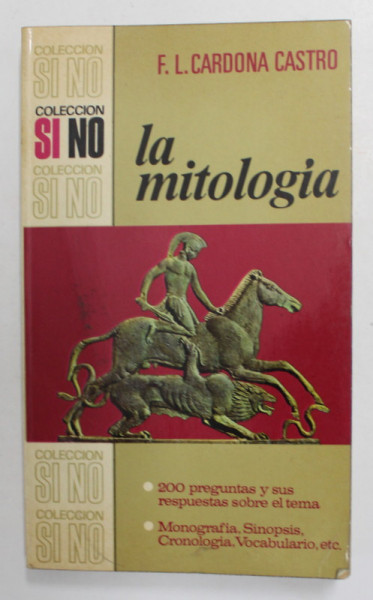 COLECCION
SI NO
COLECCION
SI NO
COLECCION
SI NO
F. L. CARDONA CASTRO
la
mitologia
COLECCION
SI NO
COLECCION
SI NO
200 preguntas y sus
respuestas sobre el tema
Monografía, Sinopsis,
Cronología, Vocabulario, etc.